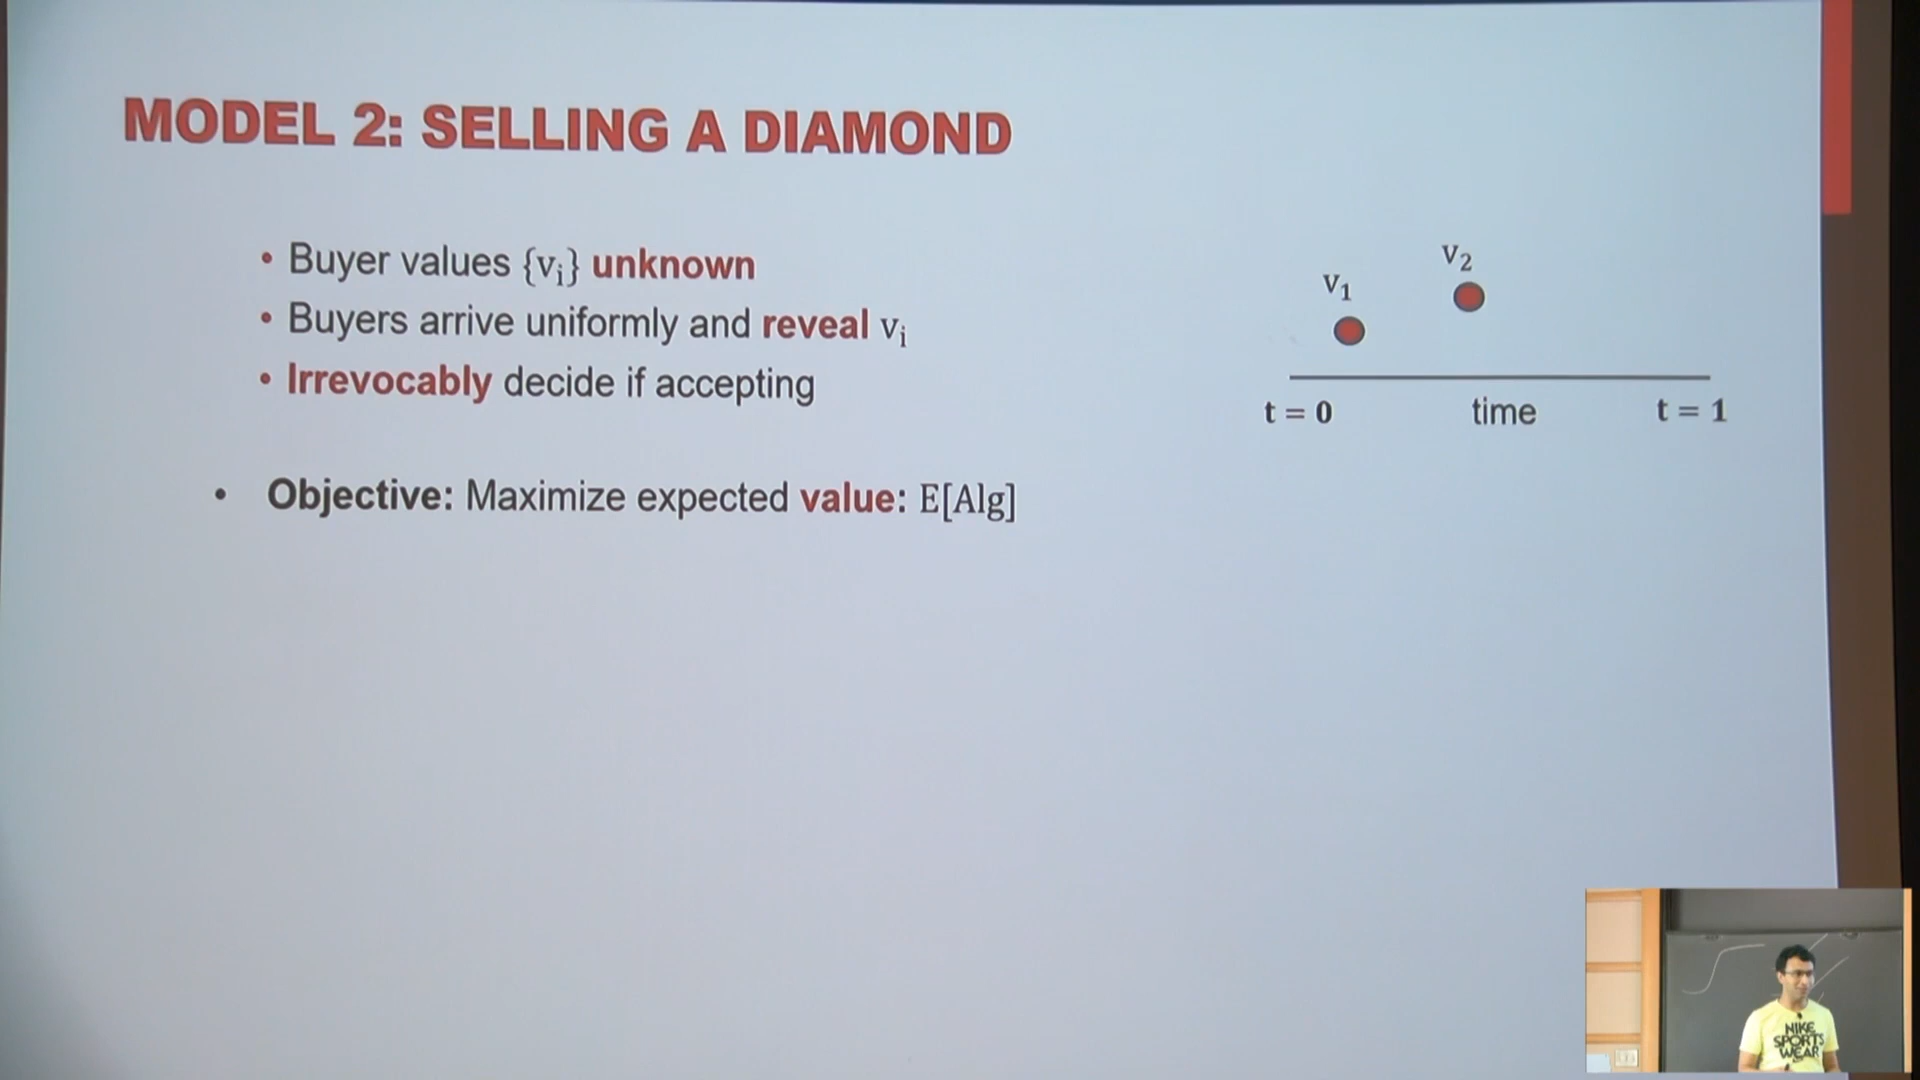 MODEL 2: SELLING A DIAMOND
• Buyer values {vᵢ} unknown
• Buyers arrive uniformly and reveal vᵢ
• Irrevocably decide if accepting
• Objective: Maximize expected value: E[Alg]
v₁
v₂
t = 0
time
t = 1
NIKE
SPORTS
WEAR